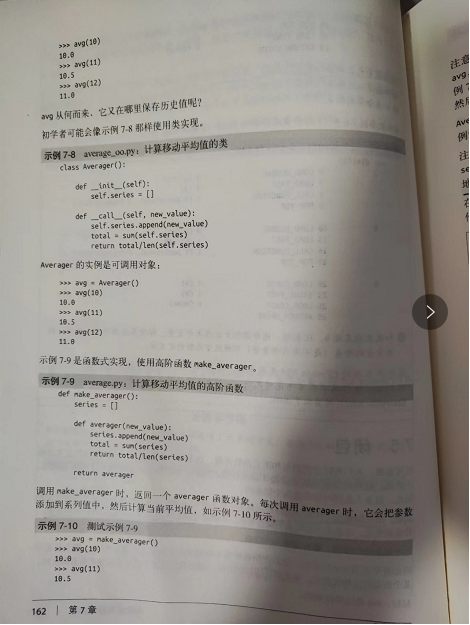 >>> avg(10)
10.0
>>> avg(11)
10.5
>>> avg(12)
11.0
avg 从何而来，它又在哪里保存历史值呢？
初学者可能会像示例 7-8 那样使用类实现。
示例 7-8 average_oo.py：计算移动平均值的类
class Averager():
def __init__(self):
self.series = []
def __call__(self, new_value):
self.series.append(new_value)
total = sum(self.series)
return total/len(self.series)
Averager 的实例是可调用对象：
>>> avg = Averager()
>>> avg(10)
10.0
>>> avg(11)
10.5
>>> avg(12)
11.0
示例 7-9 是函数式实现，使用高阶函数 make_averager。
示例 7-9 average.py：计算移动平均值的高阶函数
def make_averager():
series = []
def averager(new_value):
series.append(new_value)
total = sum(series)
return total/len(series)
return averager
调用 make_averager 时，返回一个 averager 函数对象。每次调用 averager 时，它会把参数
添加到系列值中，然后计算当前平均值，如示例 7-10 所示。
示例 7-10 测试示例 7-9
>>> avg = make_averager()
>>> avg(10)
10.0
>>> avg(11)
10.5
162 | 第 7 章
注意
avg
例 7
然后
Ave
例
注
se
地
在